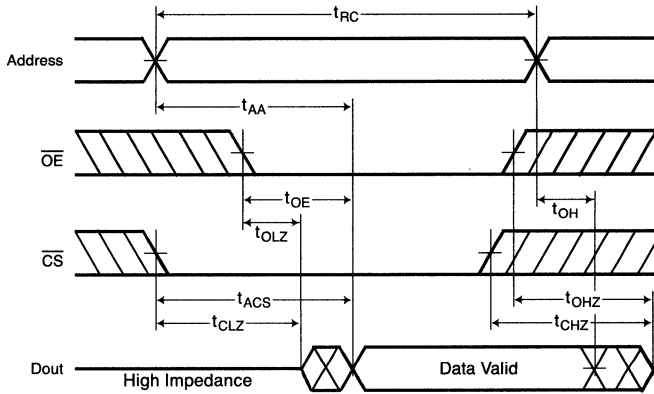 tRC
Address
tAA
OE
tOE
tOH
tOLZ
CS
tACS
tOHZ
tCLZ
tCHZ
Dout
High Impedance
Data Valid